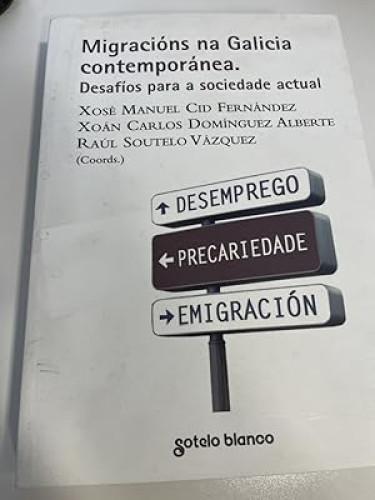 Migracións na Galicia
contemporánea.
Desafíos para a sociedade actual
XOSÉ MANUEL CID FERNÁNDEZ
XOÁN CARLOS DOMÍNGUEZ ALBERTE
RAÚL SOUTELO VÁZQUEZ
(Coords.)
↑ DESEMPREGO
← PRECARIEDADE
→ EMIGRACIÓN
sotelo blanco